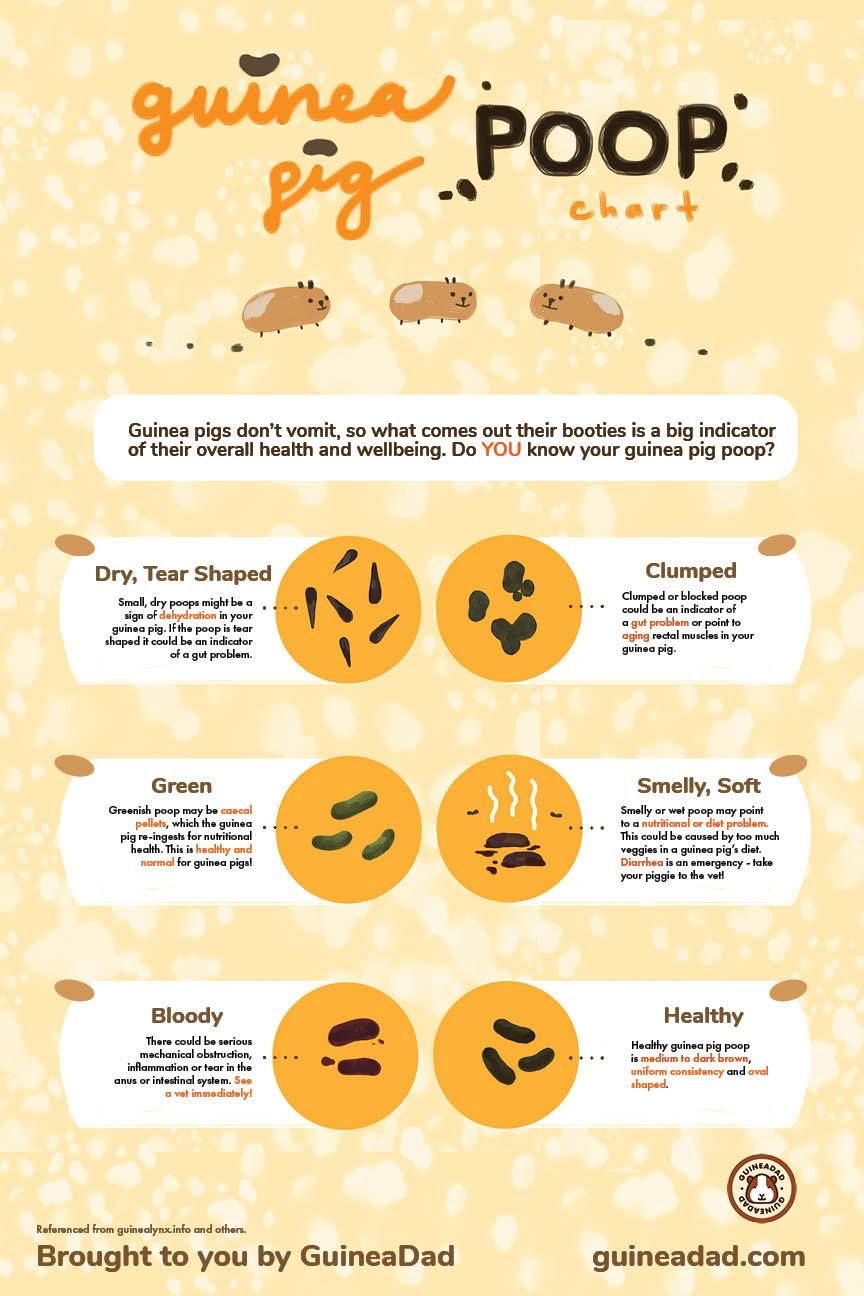 guinea
pig
POOP
chart
Guinea pigs don't vomit, so what comes out their booties is a big indicator
of their overall health and wellbeing. Do YOU know your guinea pig poop?
Dry, Tear Shaped
Small, dry poops might be a
sign of dehydration in your
guinea pig. If the poop is tear
shaped it could be an indicator
of a gut problem.
Clumped
Clumped or blocked poop
could be an indicator of
a gut problem or point to
aging rectal muscles in your
guinea pig.
Green
Greenish poop may be caecal
pellets, which the guinea
pig re-ingests for nutritional
health. This is healthy and
normal for guinea pigs!
Smelly, Soft
Smelly or wet poop may point
to a nutritional or diet problem.
This could be caused by too much
veggies in a guinea pig's diet.
Diarrhea is an emergency - take
your piggie to the vet!
Bloody
There could be serious
mechanical obstruction,
inflammation or tear in the
anus or intestinal system. See
a vet immediately!
Healthy
Healthy guinea pig poop
is medium to dark brown,
uniform consistency and oval
shaped.
GUINEADAD
GUINEADAD
Referenced from guinealynx.info and others.
Brought to you by GuineaDad
guineadad.com